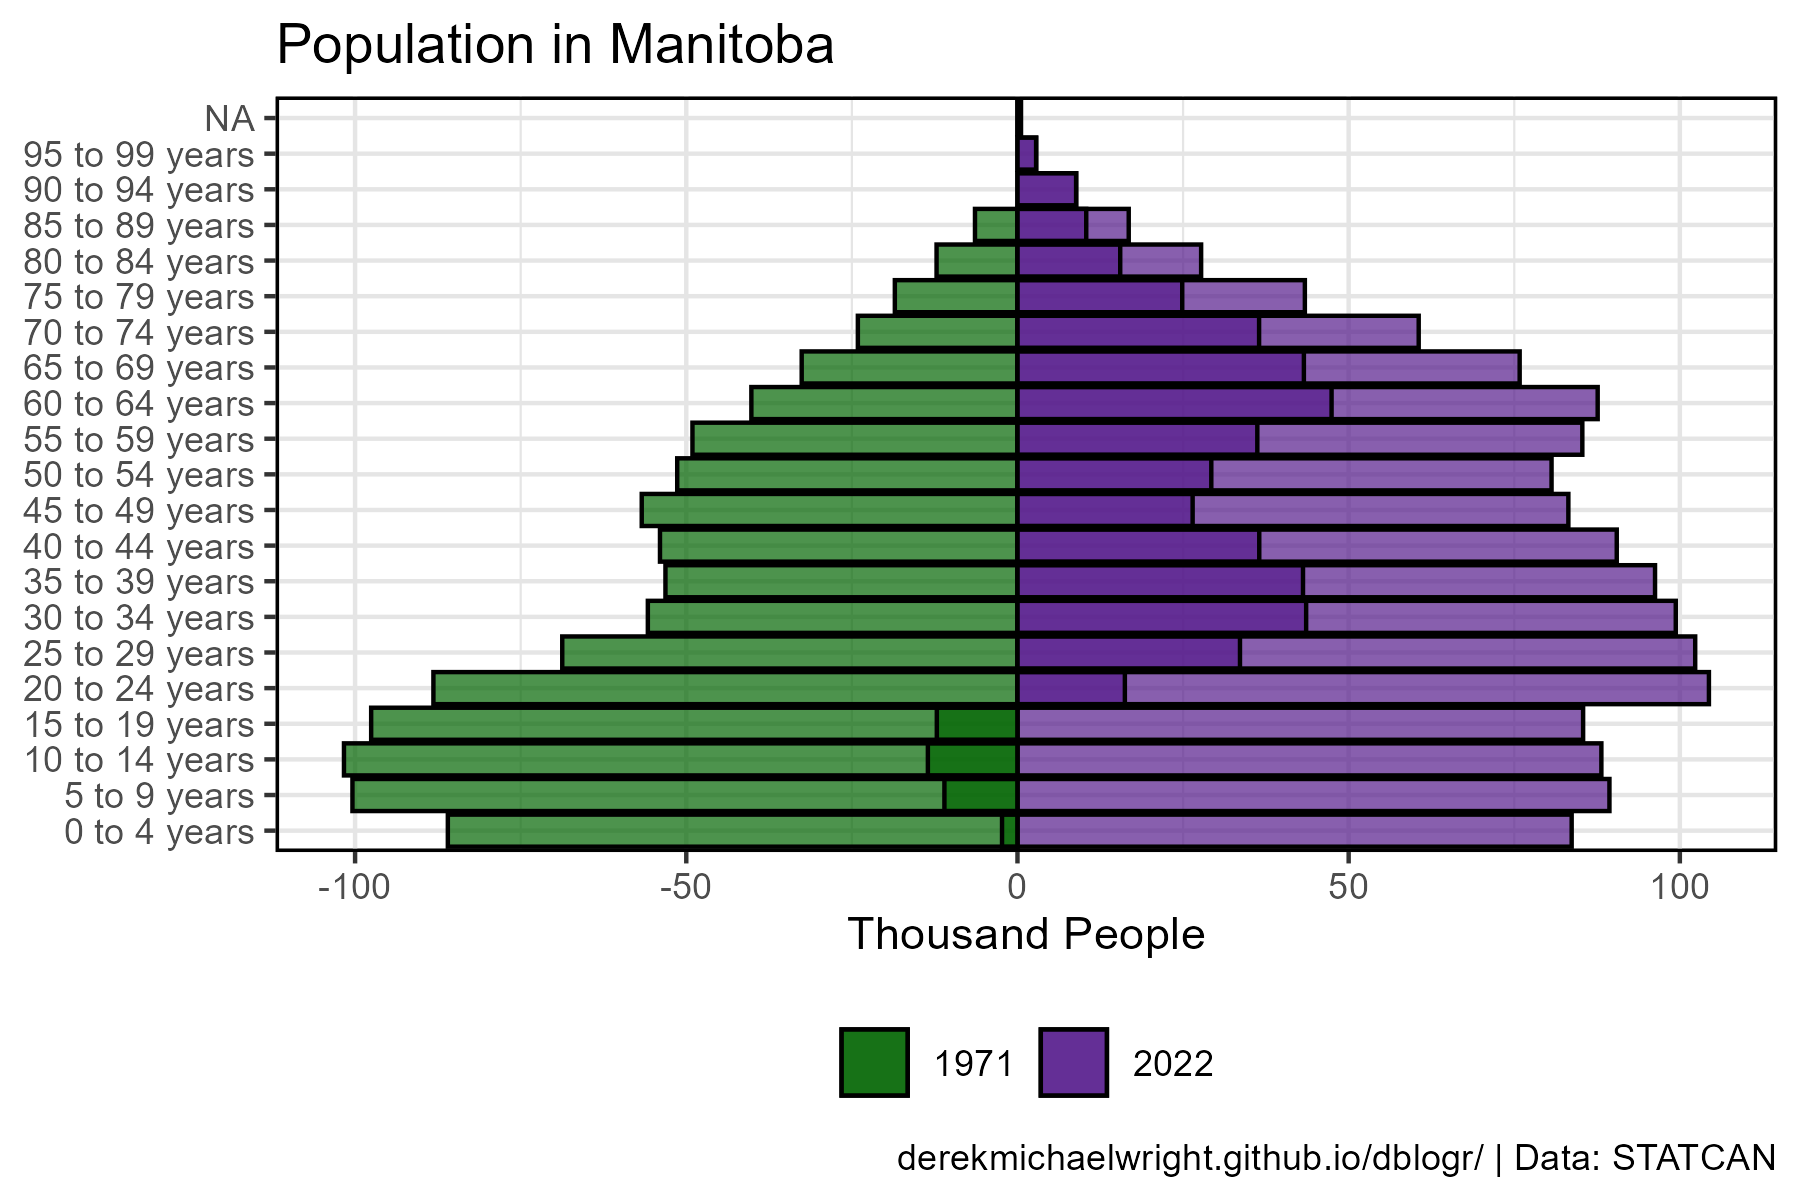 Population in Manitoba
NA
95 to 99 years
90 to 94 years
85 to 89 years
80 to 84 years
75 to 79 years
70 to 74 years
65 to 69 years
60 to 64 years
55 to 59 years
50 to 54 years
45 to 49 years
40 to 44 years
35 to 39 years
30 to 34 years
25 to 29 years
20 to 24 years
15 to 19 years
10 to 14 years
5 to 9 years
0 to 4 years
-100 -50 0 50 100
Thousand People
1971 2022
derekmichaelwright.github.io/dblogr/ | Data: STATCAN